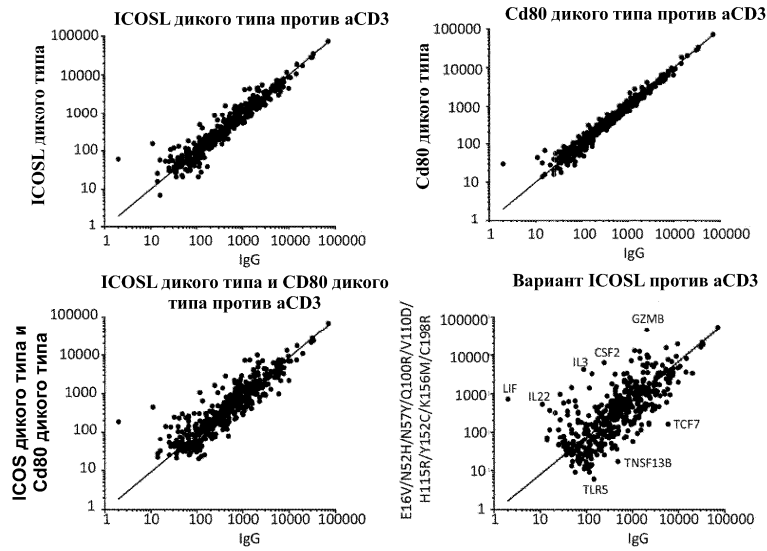 ICOSL дикого типа против aCD3
ICOSL дикого типа
100000
10000
1000
100
10
1
1 10 100 1000 10000 100000
IgG
Cd80 дикого типа против aCD3
Cd80 дикого типа
100000
10000
1000
100
10
1
1 10 100 1000 10000 100000
IgG
ICOSL дикого типа и CD80 дикого
типа против aCD3
ICOS дикого типа и
Cd80 дикого типа
100000
10000
1000
100
10
1
1 10 100 1000 10000 100000
IgG
Вариант ICOSL против aCD3
E16V/N52H/N57Y/Q100R/V110D/
H115R/Y152C/K156M/C198R
100000
10000
1000
100
10
1
GZMB
CSF2
IL3
LIF
IL22
TCF7
TNSF13B
TLR5
1 10 100 1000 10000 100000
IgG